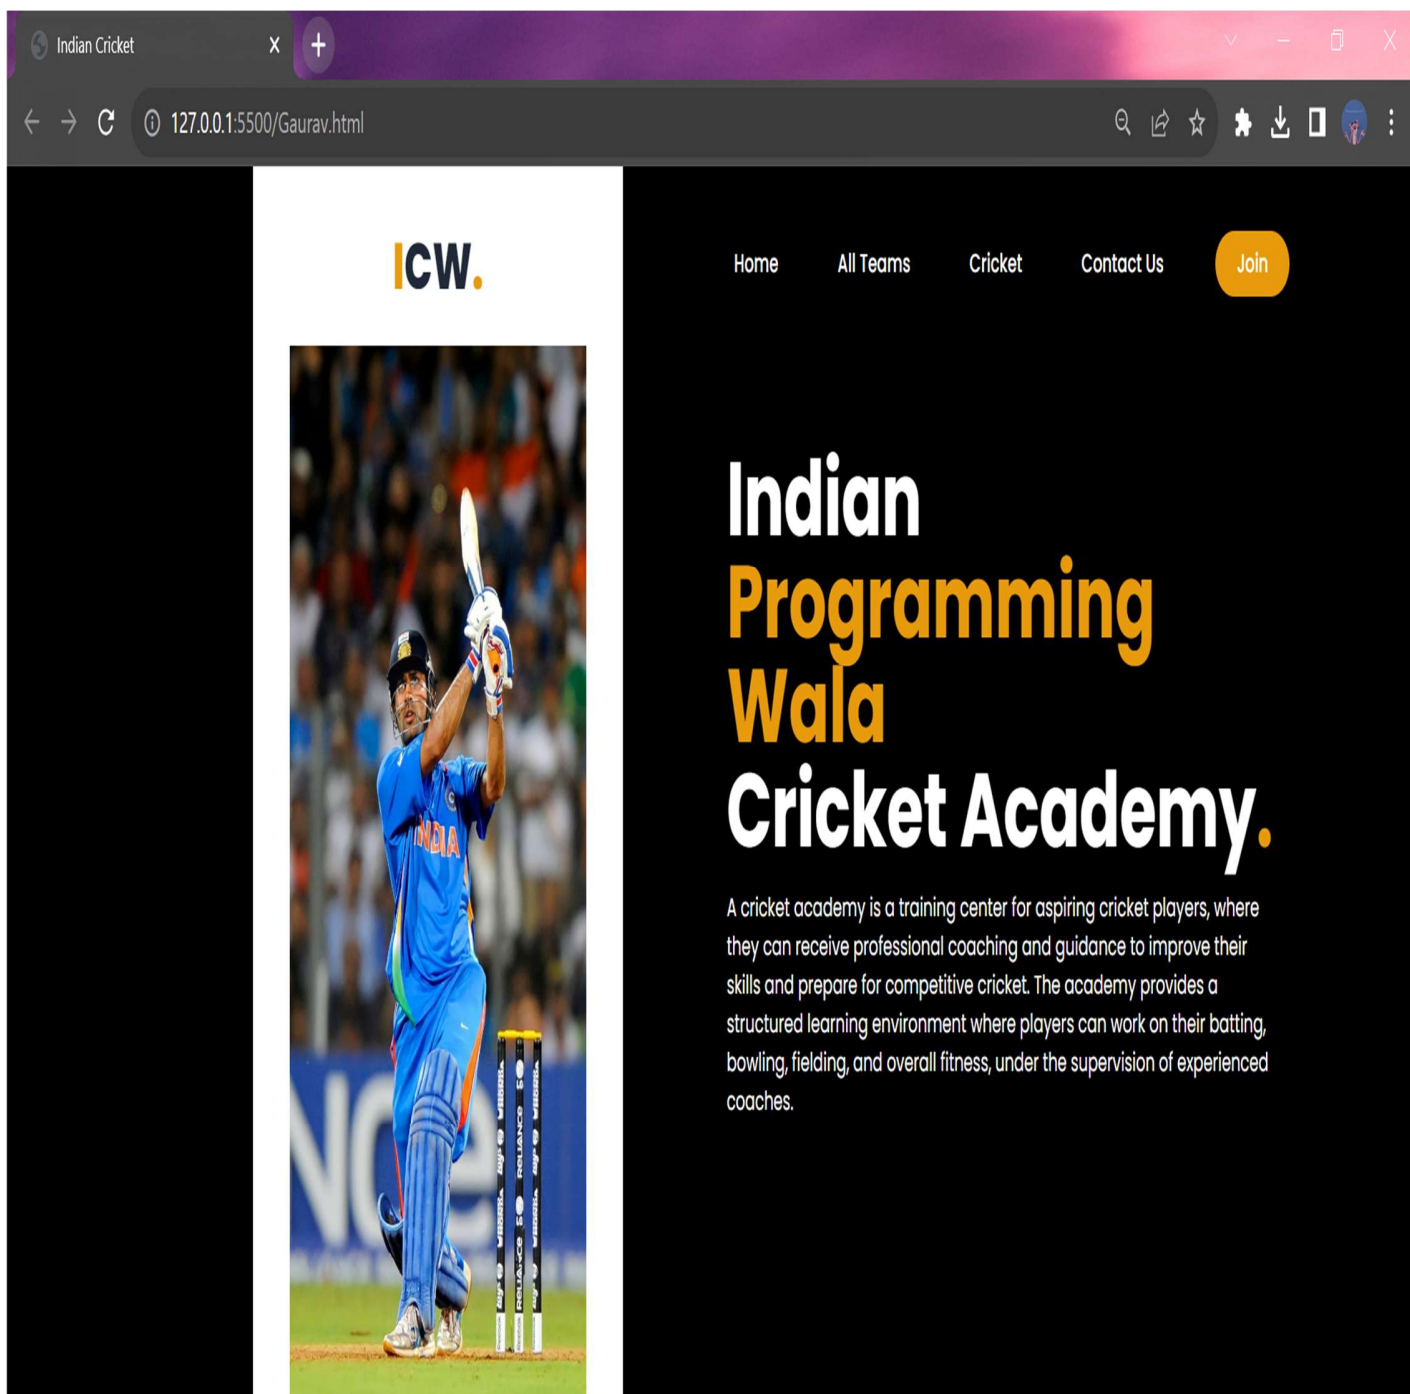 Indian Cricket
127.0.0.1:5500/Gaurav.html
ICW.
Home All Teams Cricket Contact Us Join
Indian
Programming
Wala
Cricket Academy.
A cricket academy is a training center for aspiring cricket players, where
they can receive professional coaching and guidance to improve their
skills and prepare for competitive cricket. The academy provides a
structured learning environment where players can work on their batting,
bowling, fielding, and overall fitness, under the supervision of experienced
coaches.
INDIA
NCe
RELIANCE
RELIANCE